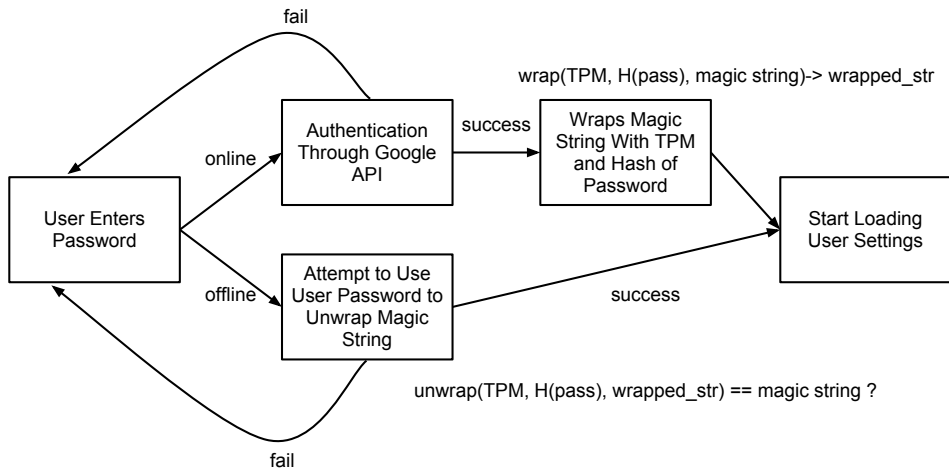 fail
wrap(TPM, H(pass), magic string)-> wrapped_str
Authentication
Through Google
API
success
Wraps Magic
String With TPM
and Hash of
Password
online
User Enters
Password
Start Loading
User Settings
offline
Attempt to Use
User Password to
Unwrap Magic
String
success
unwrap(TPM, H(pass), wrapped_str) == magic string ?
fail